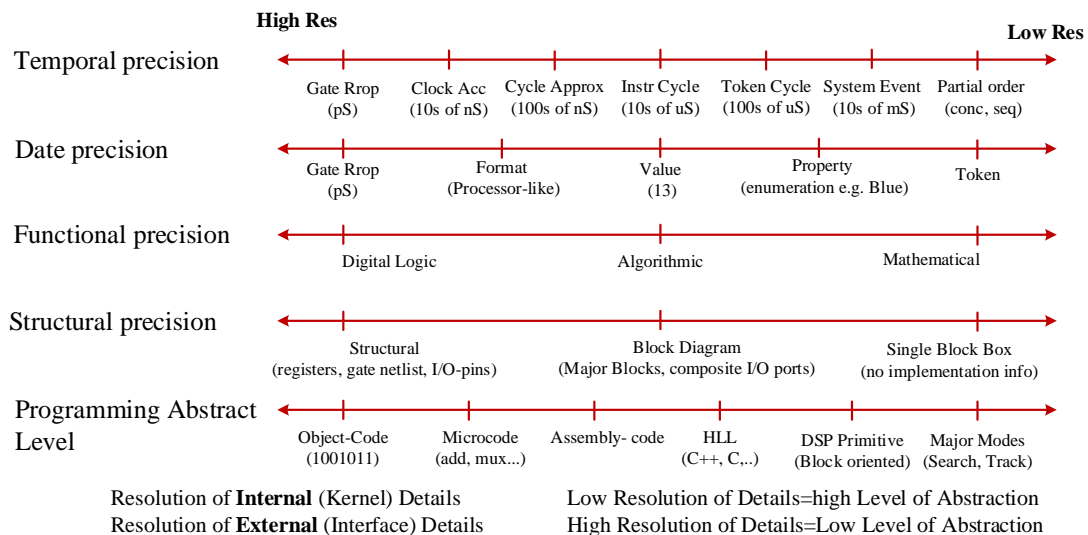 High Res
Low Res
Temporal precision
Gate Rrop Clock Acc Cycle Approx Instr Cycle Token Cycle System Event Partial order
(pS) (10s of nS) (100s of nS) (10s of uS) (100s of uS) (10s of mS) (conc, seq)
Date precision
Gate Rrop Format Value Property Token
(pS) (Processor-like) (13) (enumeration e.g. Blue)
Functional precision
Digital Logic Algorithmic Mathematical
Structural precision
Structural Block Diagram Single Block Box
(registers, gate netlist, I/O-pins) (Major Blocks, composite I/O ports) (no implementation info)
Programming Abstract
Level
Object-Code Microcode Assembly- code HLL DSP Primitive Major Modes
(1001011) (add, mux...) (C++, C,..) (Block oriented) (Search, Track)
Resolution of Internal (Kernel) Details Low Resolution of Details=high Level of Abstraction
Resolution of External (Interface) Details High Resolution of Details=Low Level of Abstraction